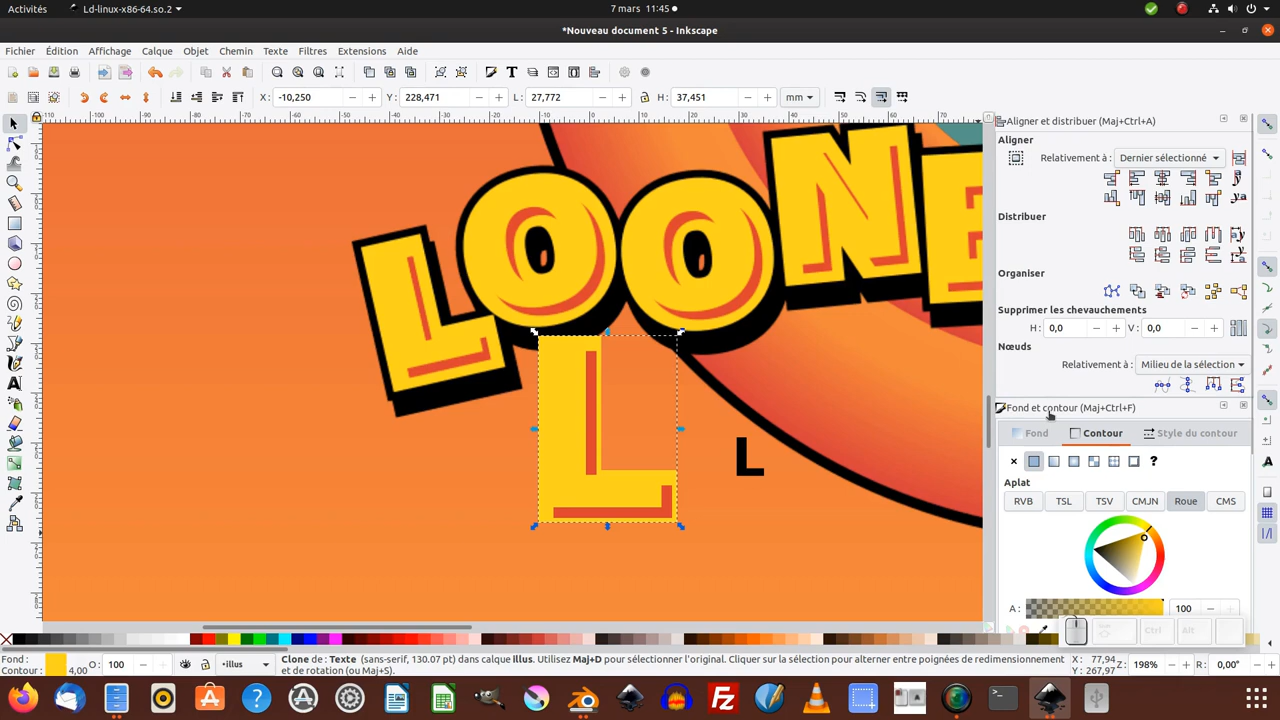 Activités Ld-linux-x86-64.so.2 7 mars 11:45
*Nouveau document 5 - Inkscape
Fichier Édition Affichage Calque Objet Chemin Texte Filtres Extensions Aide
X: -10,250 Y: 228,471 L: 27,772 H: 37,451 mm
Aligner et distribuer (Maj+Ctrl+A)
Aligner
Relativement à : Dernier sélectionné
Distribuer
Organiser
Supprimer les chevauchements
H: 0,0 V: 0,0
Nœuds
Relativement à : Milieu de la sélection
Fond et contour (Maj+Ctrl+F)
Fond Contour Style du contour
?
Aplat
RVB TSL TSV CMJN Roue CMS
A : 100
Ctrl Alt
LOONE
L
L
Fond :
Contour : 4,00
O: 100
illus
Clone de : Texte (sans-serif, 130.07 pt) dans calque illus. Utilisez Maj+D pour sélectionner l'original. Cliquer sur la sélection pour alterner entre poignées de redimensionnement
et de rotation (ou Maj+S).
X: 77,94
Y: 267,97
Z: 198% R: 0,00°